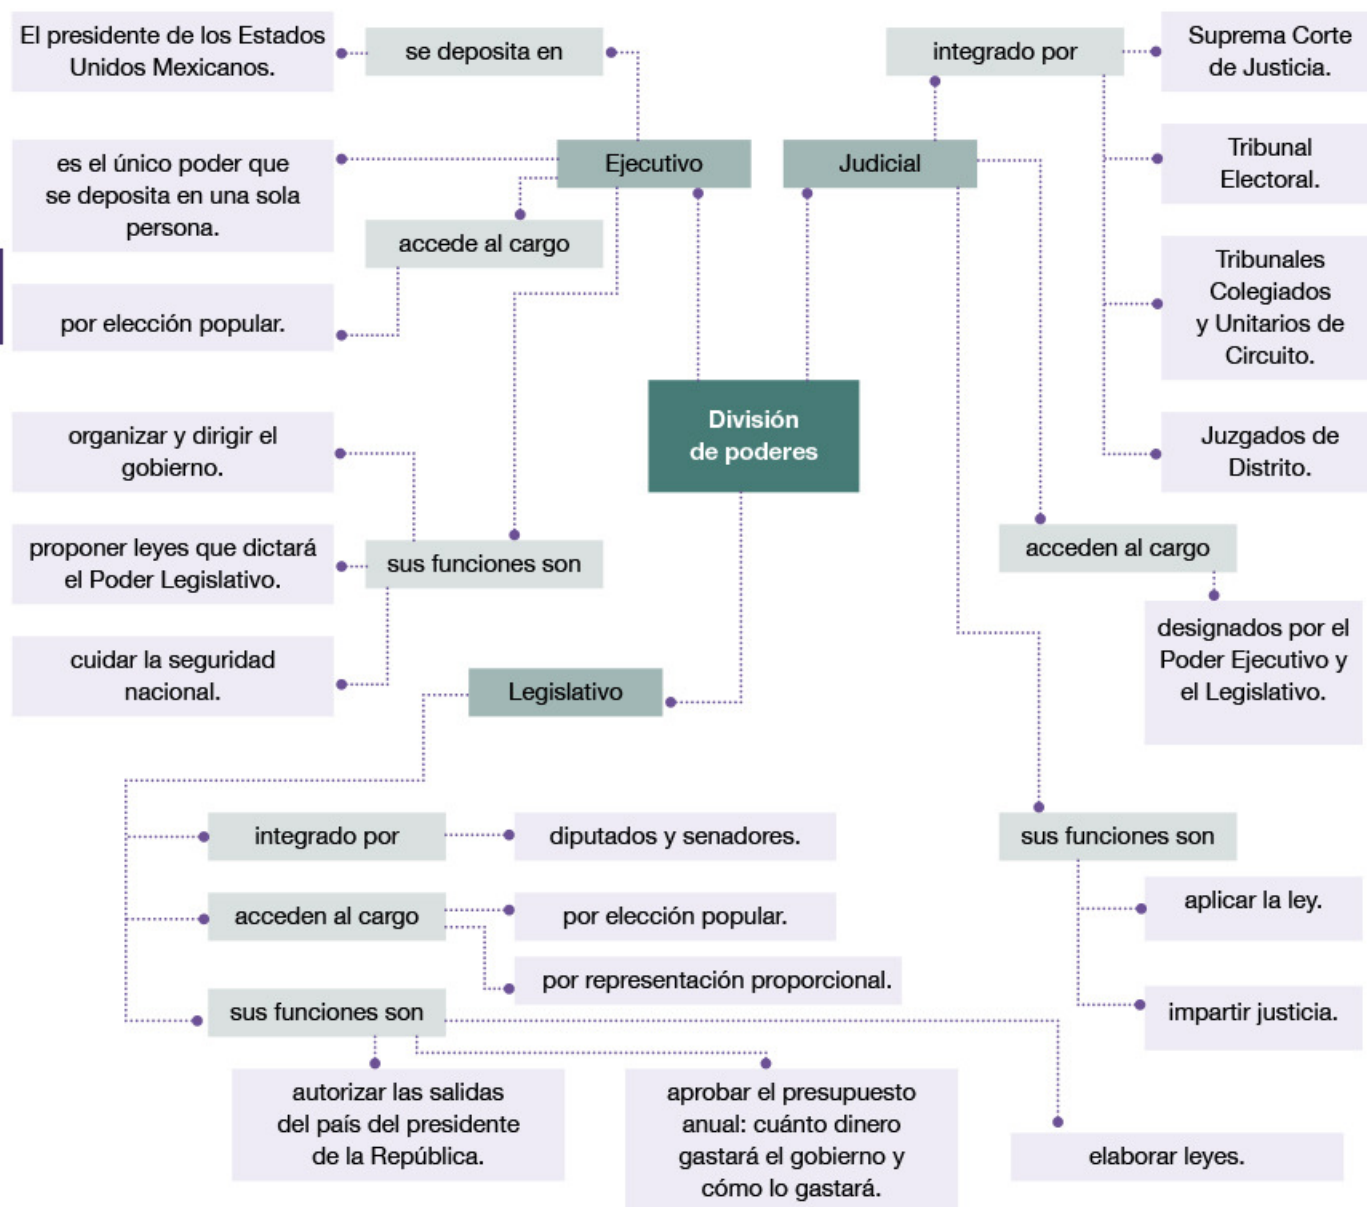 El presidente de los Estados
Unidos Mexicanos.
se deposita en
es el único poder que
se deposita en una sola
persona.
Ejecutivo
accede al cargo
por elección popular.
organizar y dirigir el
gobierno.
proponer leyes que dictará
el Poder Legislativo.
sus funciones son
cuidar la seguridad
nacional.
División
de poderes
Judicial
integrado por
Suprema Corte
de Justicia.
Tribunal
Electoral.
Tribunales
Colegiados
y Unitarios de
Circuito.
Juzgados de
Distrito.
acceden al cargo
designados por el
Poder Ejecutivo y
el Legislativo.
sus funciones son
aplicar la ley.
impartir justicia.
Legislativo
integrado por
diputados y senadores.
acceden al cargo
por elección popular.
por representación proporcional.
sus funciones son
autorizar las salidas
del país del presidente
de la República.
aprobar el presupuesto
anual: cuánto dinero
gastará el gobierno y
cómo lo gastará.
elaborar leyes.